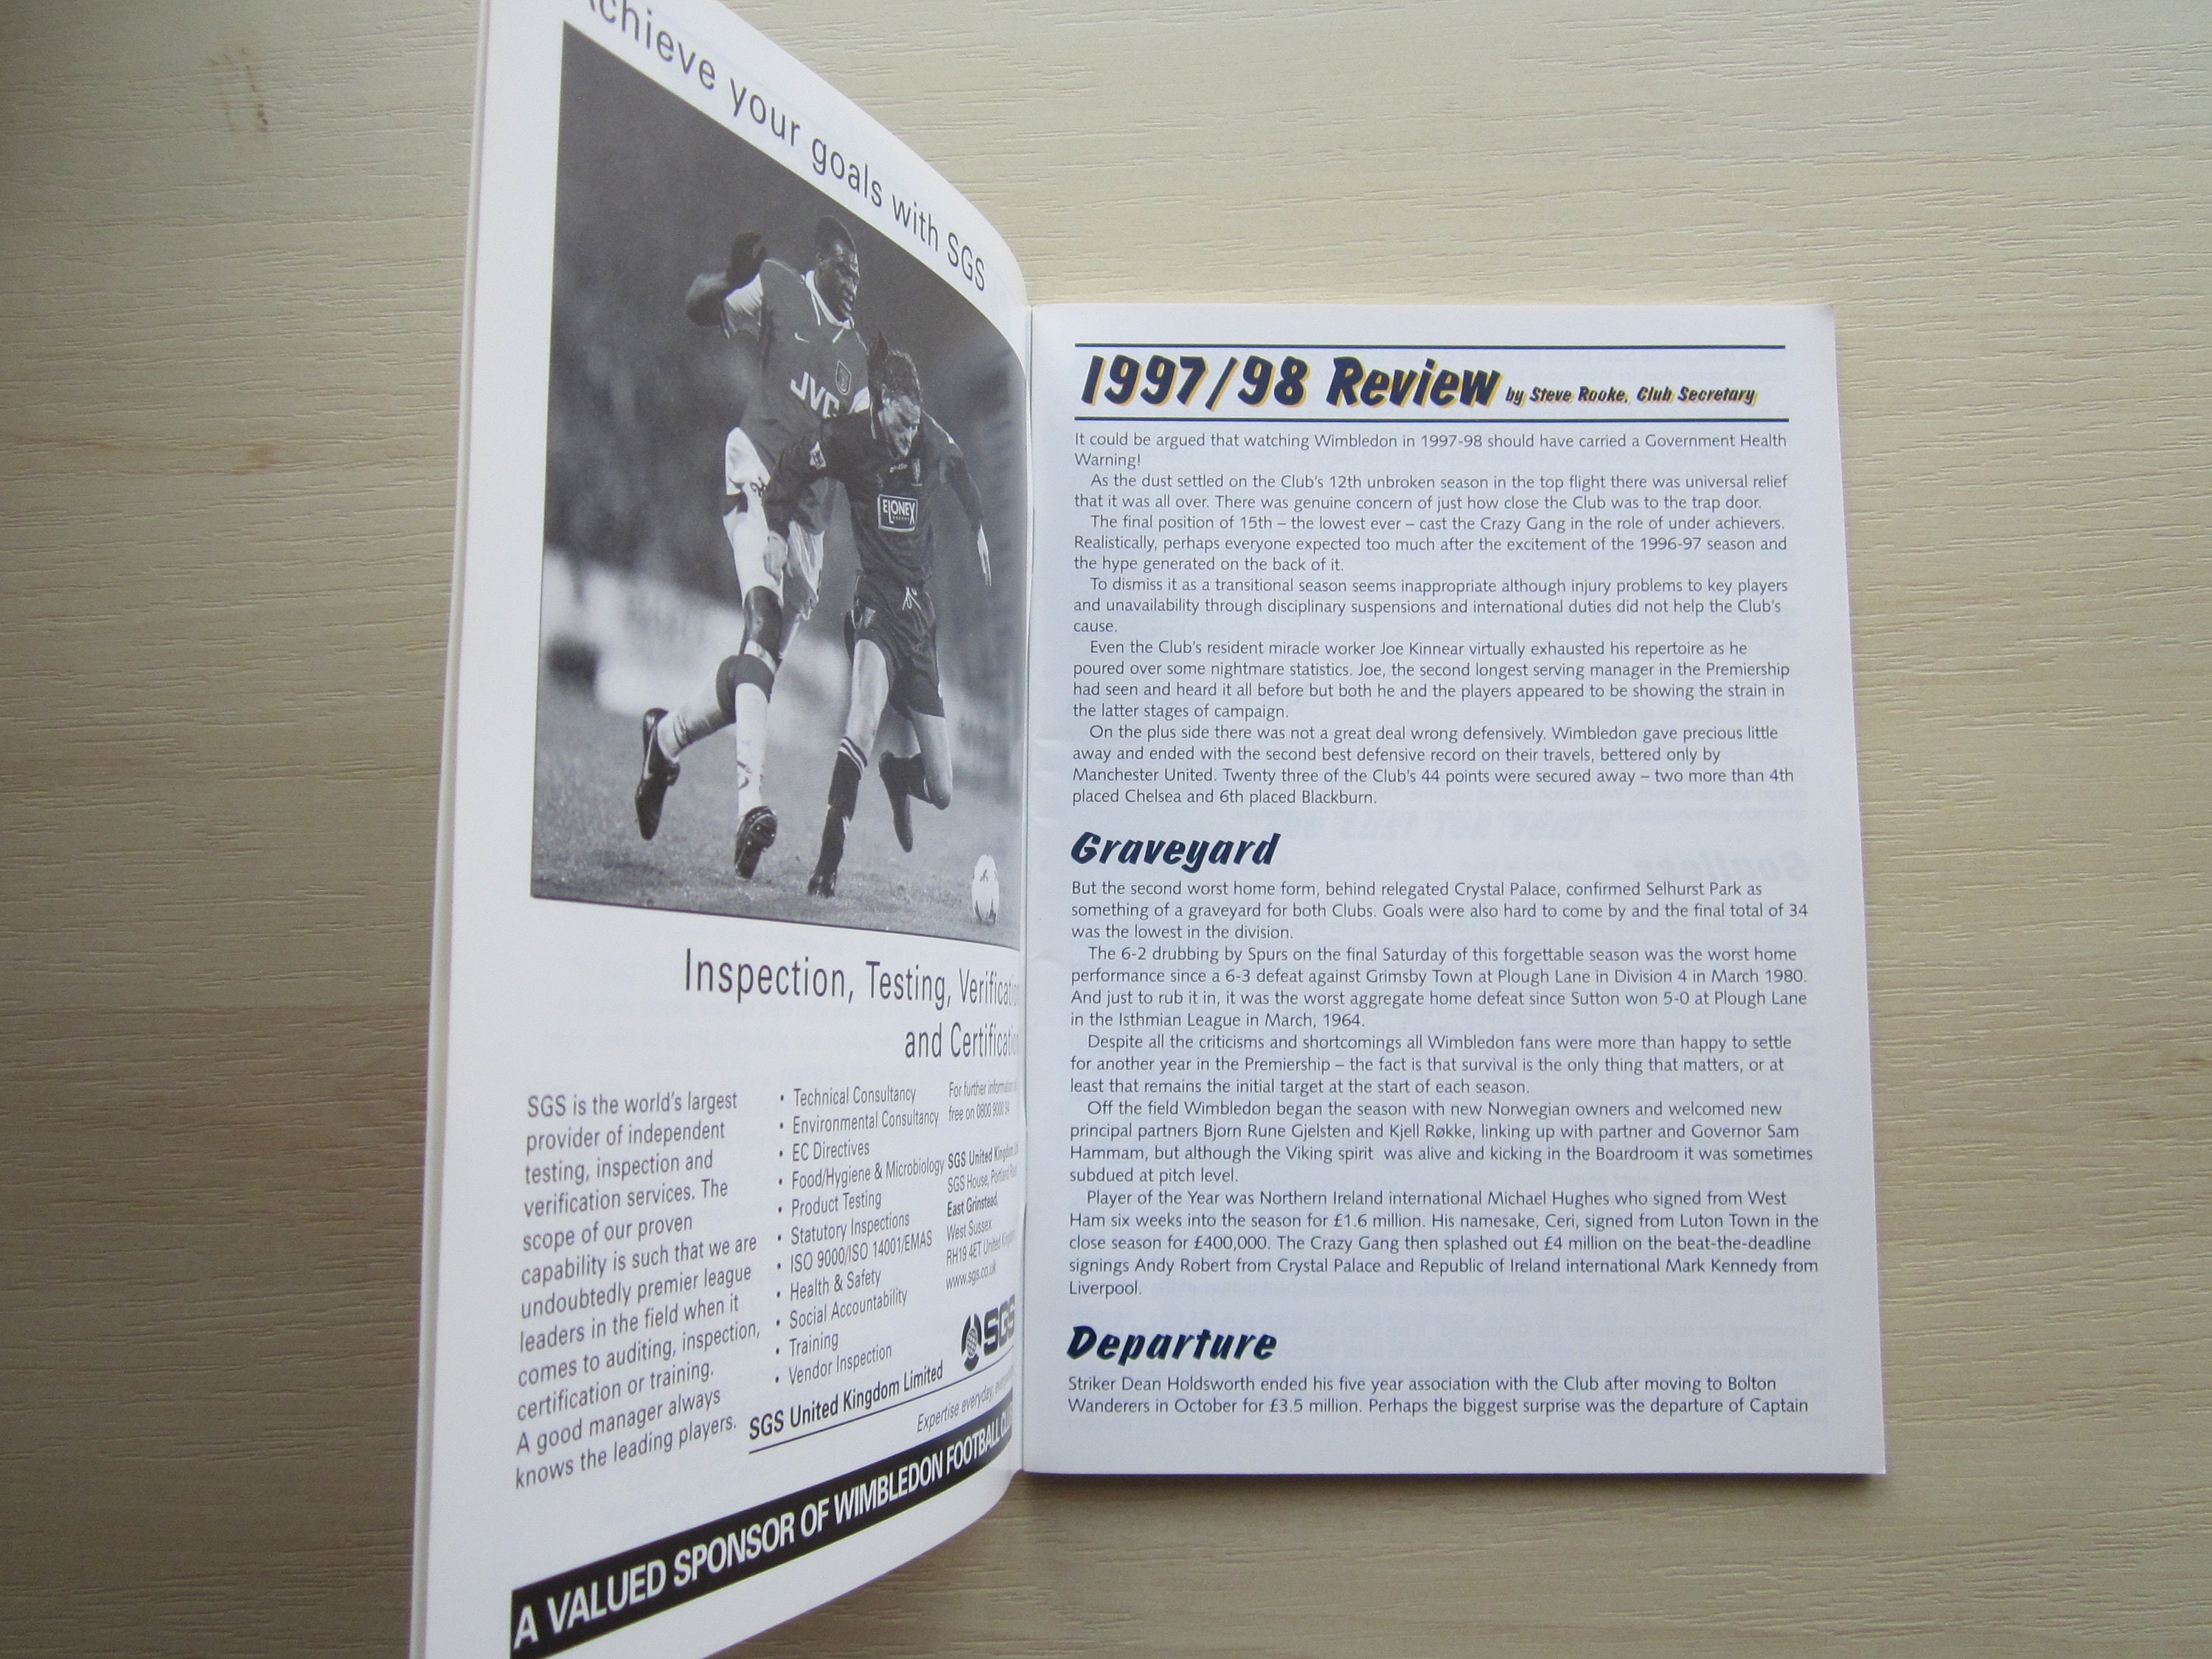 Achieve your goals with SGS
JVC
ELONEX
Inspection, Testing,
and
SGS is the world's largest
provider of independent
testing, inspection and
verification services. The
scope of our proven
capability is such that we are
undoubtedly premier league
leaders in the field when it
comes to auditing, inspection,
certification or training.
A good manager always
knows the leading players.
• Technical Consultancy
• Environmental Consultancy
• EC Directives
• Food/Hygiene & Microbiology
• Product Testing
• Statutory Inspections
• ISO 9000/ISO 14001/EMAS
• Health & Safety
• Social Accountability
• Training
• Vendor Inspection
For further
free on 0800
SGS United
SGS House,
East Grinstead,
West Sussex
RH19 4ET United
www.sgs.co.uk
SGS
SGS United Kingdom Limited
Expertise everyday,
A VALUED SPONSOR OF WIMBLEDON FOOTBALL
1997/98 Review by Steve Rooke, Club Secretary
It could be argued that watching Wimbledon in 1997-98 should have carried a Government Health
Warning!
As the dust settled on the Club's 12th unbroken season in the top flight there was universal relief
that it was all over. There was genuine concern of just how close the Club was to the trap door.
The final position of 15th – the lowest ever – cast the Crazy Gang in the role of under achievers.
Realistically, perhaps everyone expected too much after the excitement of the 1996-97 season and
the hype generated on the back of it.
To dismiss it as a transitional season seems inappropriate although injury problems to key players
and unavailability through disciplinary suspensions and international duties did not help the Club's
cause.
Even the Club's resident miracle worker Joe Kinnear virtually exhausted his repertoire as he
poured over some nightmare statistics. Joe, the second longest serving manager in the Premiership
had seen and heard it all before but both he and the players appeared to be showing the strain in
the latter stages of campaign.
On the plus side there was not a great deal wrong defensively. Wimbledon gave precious little
away and ended with the second best defensive record on their travels, bettered only by
Manchester United. Twenty three of the Club's 44 points were secured away – two more than 4th
placed Chelsea and 6th placed Blackburn.
Graveyard
But the second worst home form, behind relegated Crystal Palace, confirmed Selhurst Park as
something of a graveyard for both Clubs. Goals were also hard to come by and the final total of 34
was the lowest in the division.
The 6-2 drubbing by Spurs on the final Saturday of this forgettable season was the worst home
performance since a 6-3 defeat against Grimsby Town at Plough Lane in Division 4 in March 1980.
And just to rub it in, it was the worst aggregate home defeat since Sutton won 5-0 at Plough Lane
in the Isthmian League in March, 1964.
Despite all the criticisms and shortcomings all Wimbledon fans were more than happy to settle
for another year in the Premiership – the fact is that survival is the only thing that matters, or at
least that remains the initial target at the start of each season.
Off the field Wimbledon began the season with new Norwegian owners and welcomed new
principal partners Bjorn Rune Gjelsten and Kjell Røkke, linking up with partner and Governor Sam
Hammam, but although the Viking spirit was alive and kicking in the Boardroom it was sometimes
subdued at pitch level.
Player of the Year was Northern Ireland international Michael Hughes who signed from West
Ham six weeks into the season for £1.6 million. His namesake, Ceri, signed from Luton Town in the
close season for £400,000. The Crazy Gang then splashed out £4 million on the beat-the-deadline
signings Andy Robert from Crystal Palace and Republic of Ireland international Mark Kennedy from
Liverpool.
Departure
Striker Dean Holdsworth ended his five year association with the Club after moving to Bolton
Wanderers in October for £3.5 million. Perhaps the biggest surprise was the departure of Captain